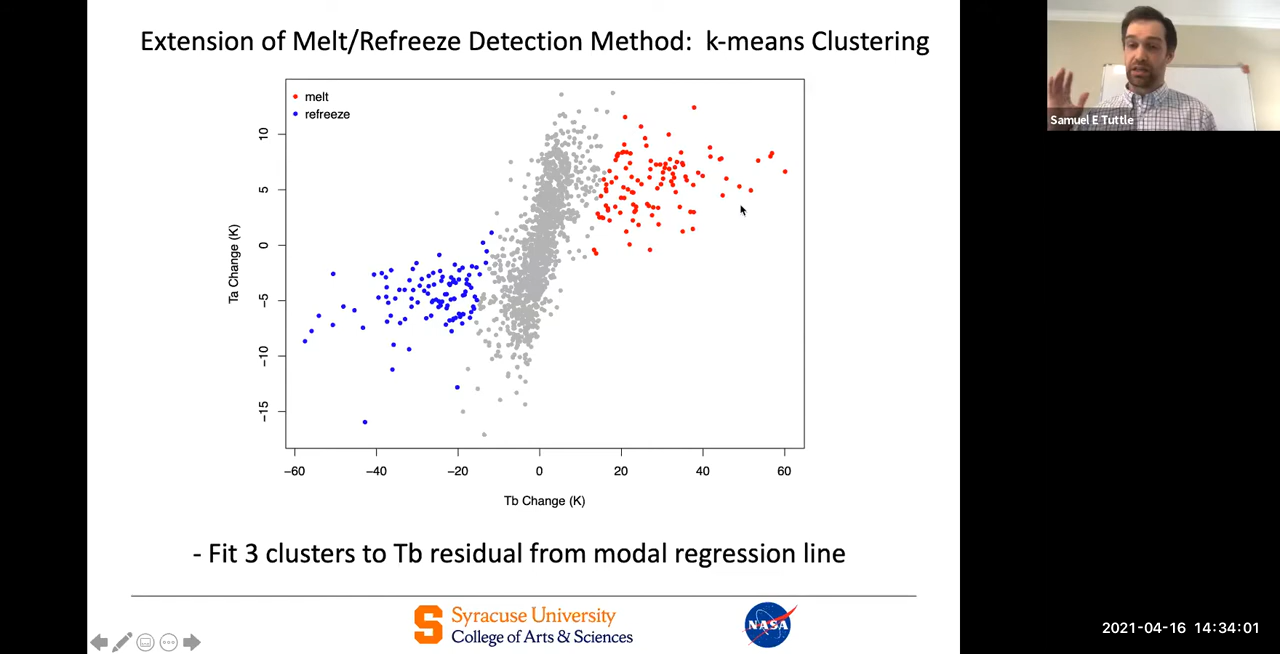 Extension of Melt/Refreeze Detection Method: k-means Clustering
melt
refreeze
Ta Change (K)
10
5
0
−5
−10
−15
−60 −40 −20 0 20 40 60
Tb Change (K)
- Fit 3 clusters to Tb residual from modal regression line
S Syracuse University
College of Arts & Sciences
NASA
Samuel E Tuttle
2021-04-16 14:34:01